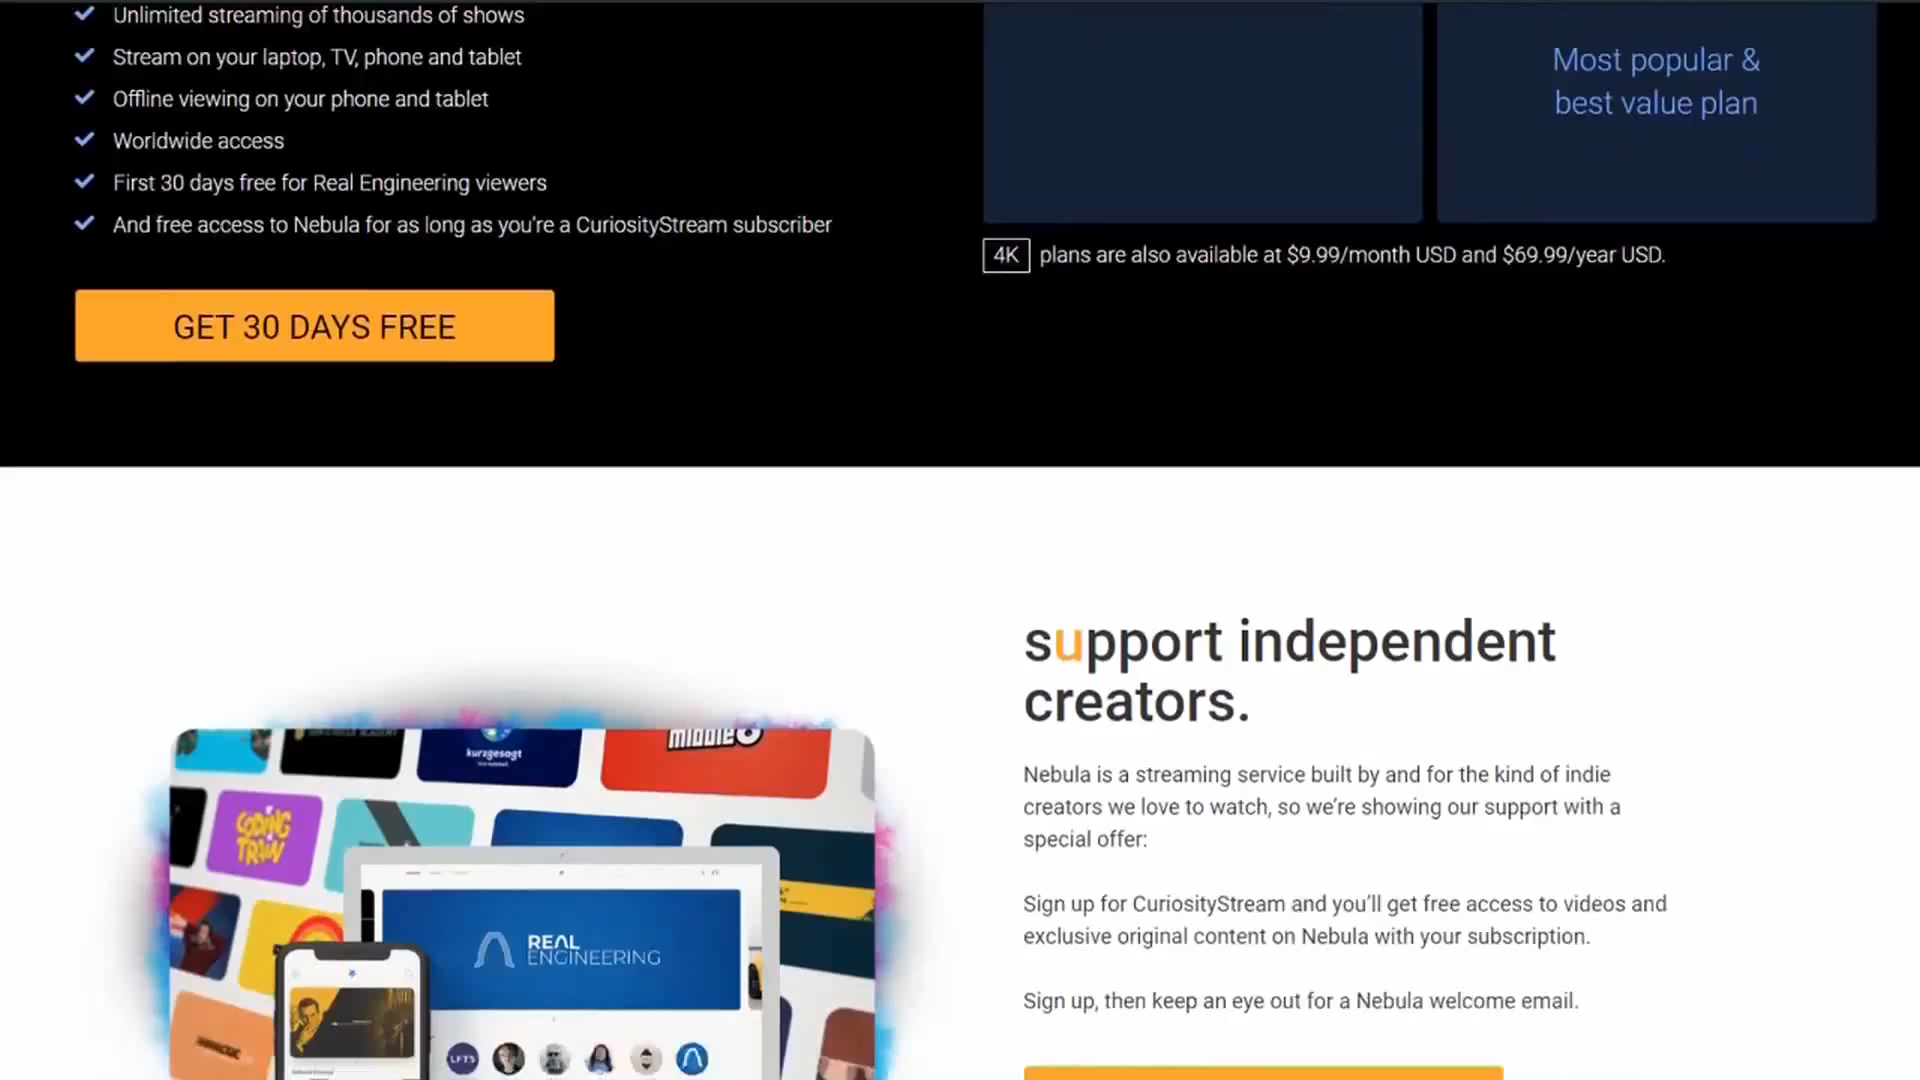 Unlimited streaming of thousands of shows
Stream on your laptop, TV, phone and tablet
Offline viewing on your phone and tablet
Worldwide access
First 30 days free for Real Engineering viewers
And free access to Nebula for as long as you're a CuriosityStream subscriber
GET 30 DAYS FREE
Most popular &
best value plan
4K plans are also available at $9.99/month USD and $69.99/year USD.
support independent
creators.
Nebula is a streaming service built by and for the kind of indie
creators we love to watch, so we're showing our support with a
special offer:
Sign up for CuriosityStream and you'll get free access to videos and
exclusive original content on Nebula with your subscription.
Sign up, then keep an eye out for a Nebula welcome email.
kurzgesagt
MIDDLE8
CODING
TRAIN
REAL
ENGINEERING
LFTS